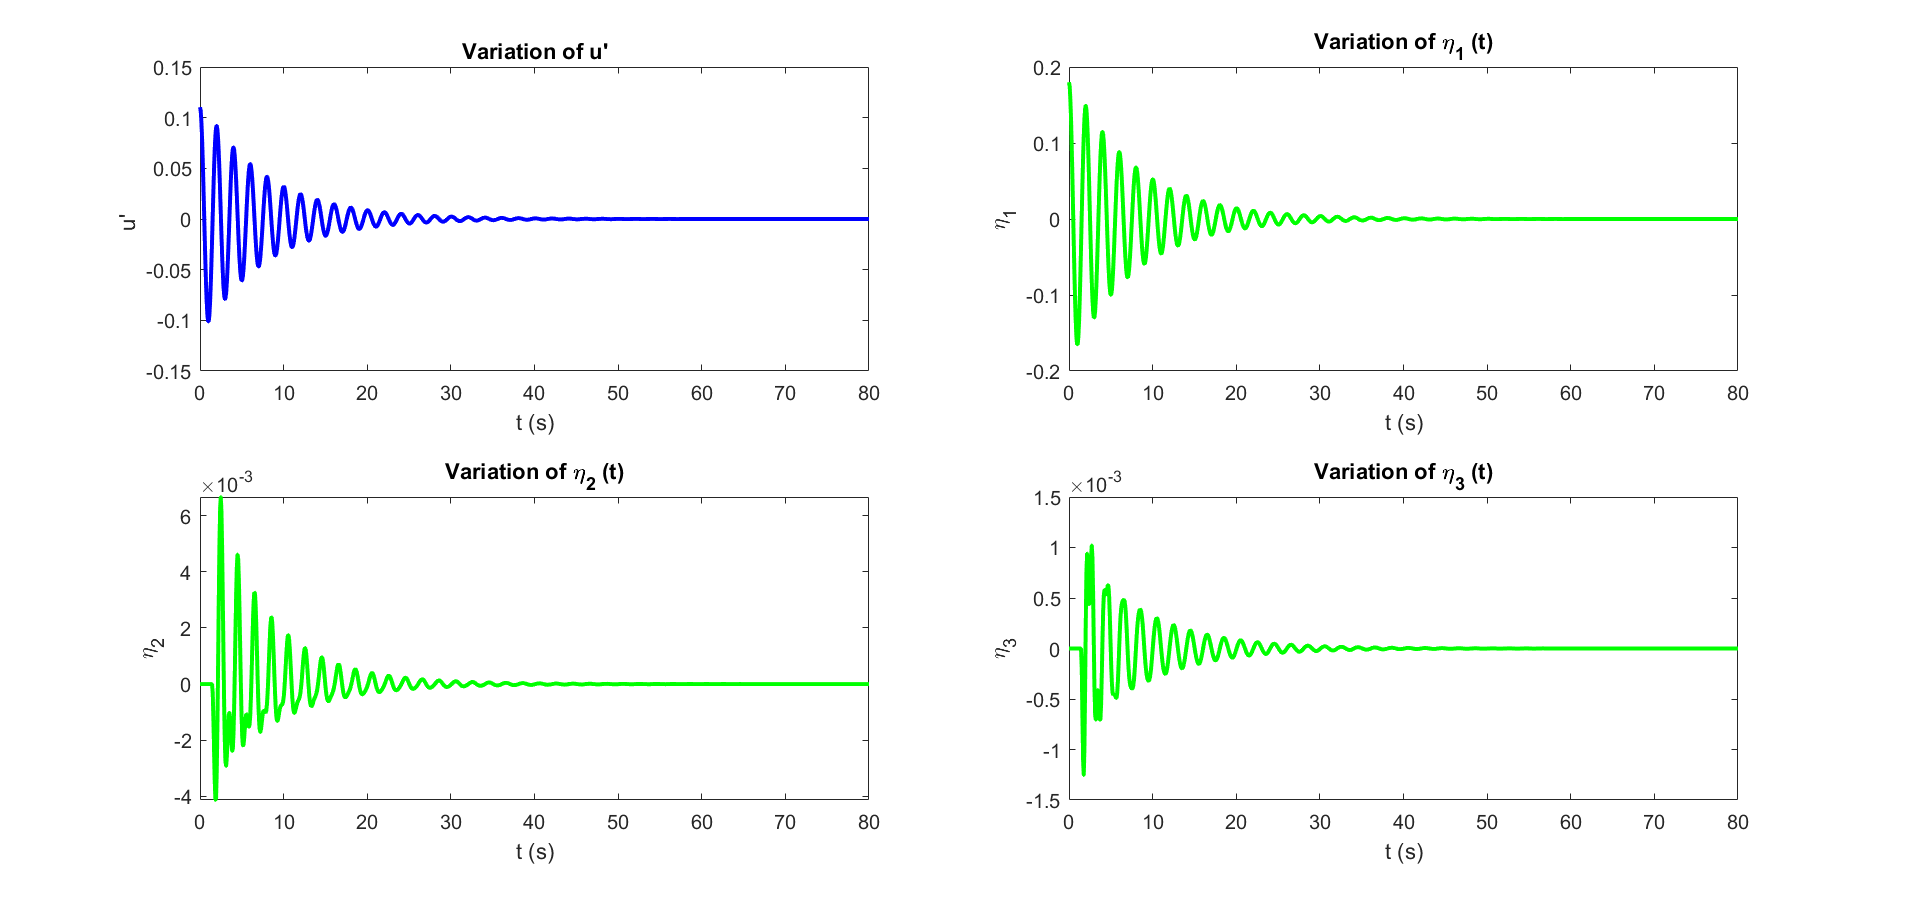 Variation of u'
0.15
0.1
0.05
0
-0.05
-0.1
-0.15
u'
0 10 20 30 40 50 60 70 80
t (s)
Variation of η1 (t)
0.2
0.1
0
-0.1
-0.2
η1
0 10 20 30 40 50 60 70 80
t (s)
Variation of η2 (t)
×10-3
6
4
2
0
-2
-4
η2
0 10 20 30 40 50 60 70 80
t (s)
Variation of η3 (t)
×10-3
1.5
1
0.5
0
-0.5
-1
-1.5
η3
0 10 20 30 40 50 60 70 80
t (s)